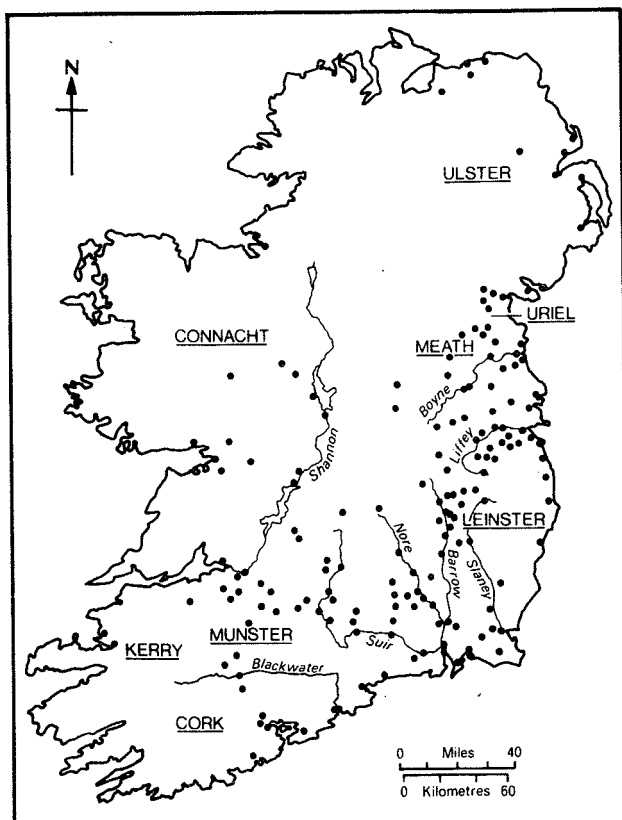 N
ULSTER
URIEL
CONNACHT
MEATH
Boyne
Shannon
Liffey
LEINSTER
Nore
Barrow
Slaney
MUNSTER
KERRY
Suir
Blackwater
CORK
0 Miles 40
0 Kilometres 60